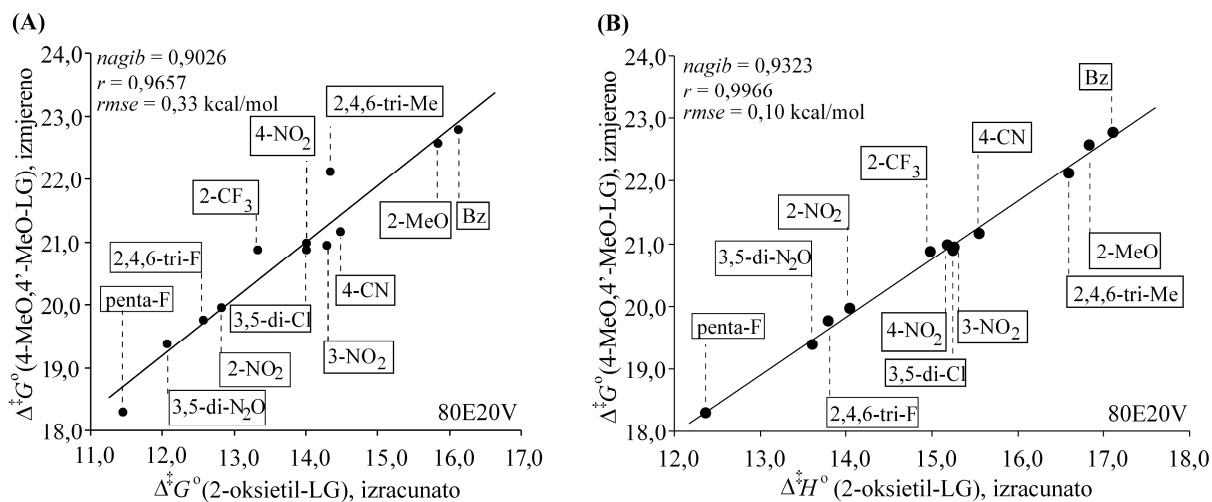 (A)
nagib = 0,9026
r = 0,9657
rmse = 0,33 kcal/mol
Δ‡G°(4-MeO,4'-MeO-LG), izmjereno
24,0
23,0
22,0
21,0
20,0
19,0
18,0
2,4,6-tri-Me
4-NO2
2-CF3
2-MeO
Bz
2,4,6-tri-F
4-CN
penta-F
3,5-di-Cl
3-NO2
2-NO2
3,5-di-N2O
80E20V
11,0 12,0 13,0 14,0 15,0 16,0 17,0
Δ‡G°(2-oksietil-LG), izracunato
(B)
nagib = 0,9323
r = 0,9966
rmse = 0,10 kcal/mol
Δ‡G°(4-MeO,4'-MeO-LG), izmjereno
24,0
23,0
22,0
21,0
20,0
19,0
18,0
Bz
4-CN
2-CF3
2-NO2
3,5-di-N2O
2-MeO
2,4,6-tri-Me
penta-F
4-NO2
3-NO2
3,5-di-Cl
2,4,6-tri-F
80E20V
12,0 13,0 14,0 15,0 16,0 17,0 18,0
Δ‡H°(2-oksietil-LG), izracunato